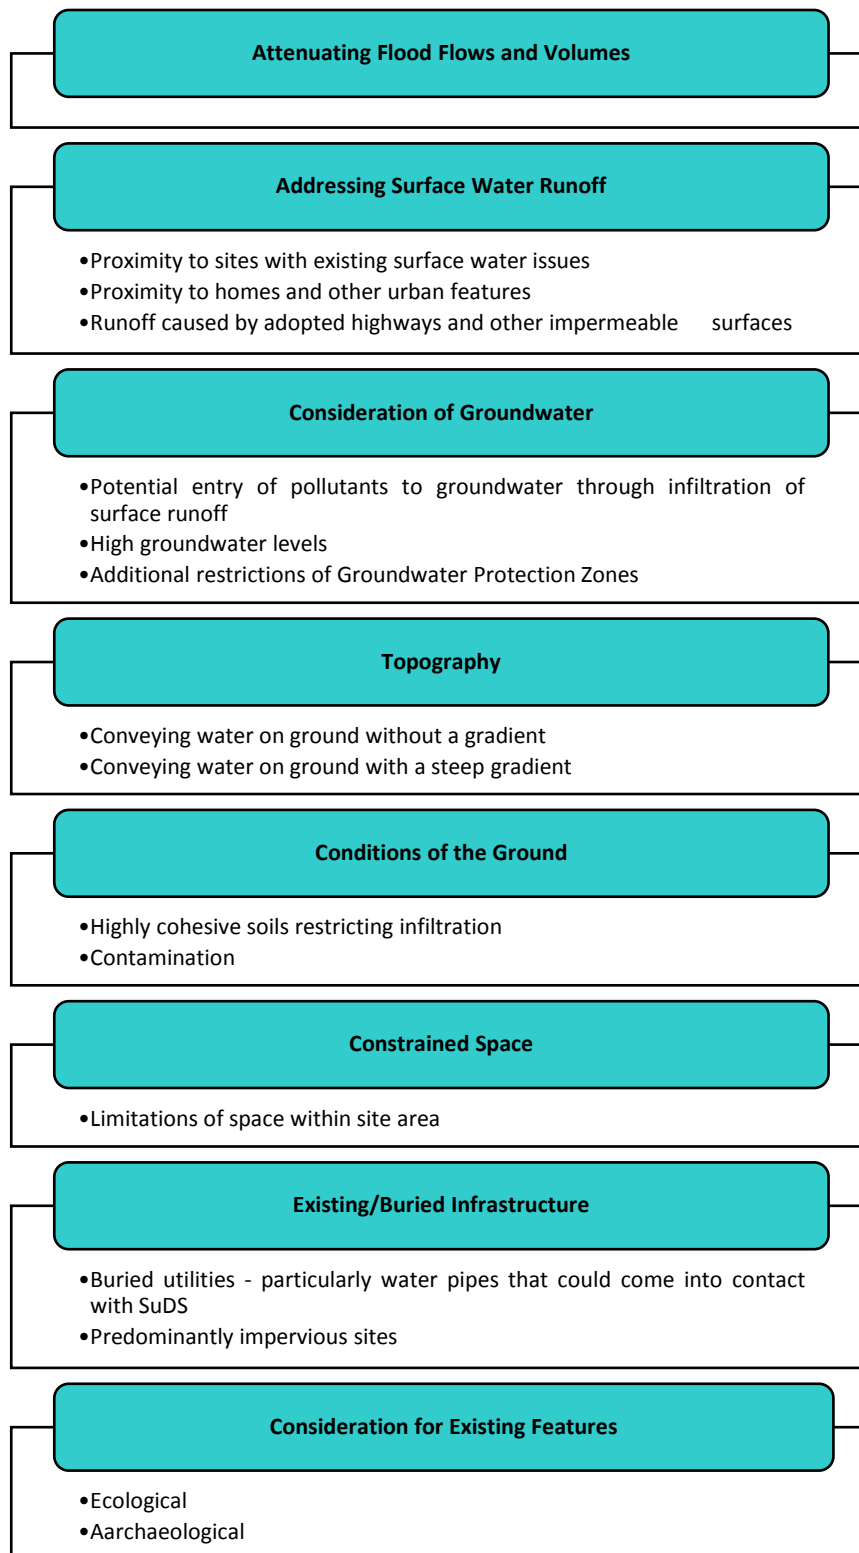 Attenuating Flood Flows and Volumes
Addressing Surface Water Runoff
•Proximity to sites with existing surface water issues
•Proximity to homes and other urban features
•Runoff caused by adopted highways and other impermeable surfaces
Consideration of Groundwater
•Potential entry of pollutants to groundwater through infiltration of
surface runoff
•High groundwater levels
•Additional restrictions of Groundwater Protection Zones
Topography
•Conveying water on ground without a gradient
•Conveying water on ground with a steep gradient
Conditions of the Ground
•Highly cohesive soils restricting infiltration
•Contamination
Constrained Space
•Limitations of space within site area
Existing/Buried Infrastructure
•Buried utilities - particularly water pipes that could come into contact
with SuDS
•Predominantly impervious sites
Consideration for Existing Features
•Ecological
•Aarchaeological